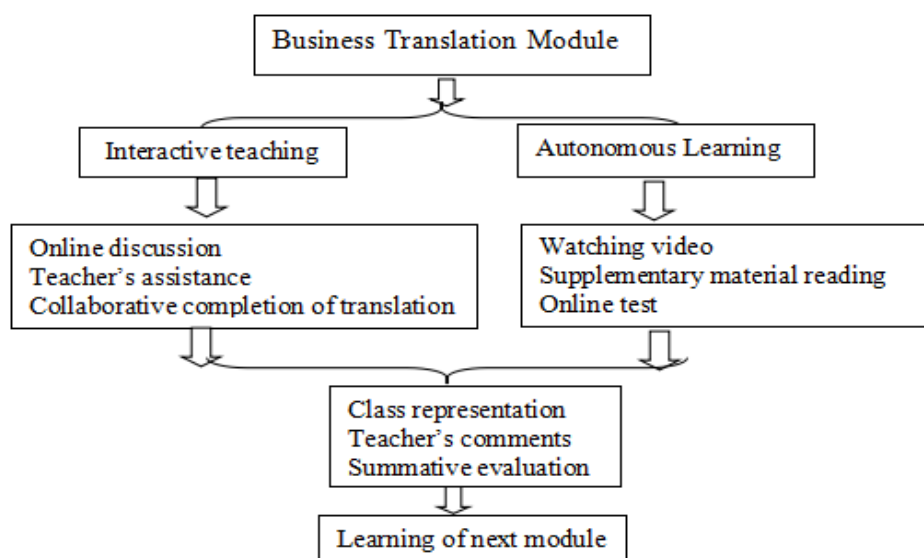 Business Translation Module
Interactive teaching
Autonomous Learning
Online discussion
Teacher's assistance
Collaborative completion of translation
Watching video
Supplementary material reading
Online test
Class representation
Teacher's comments
Summative evaluation
Learning of next module